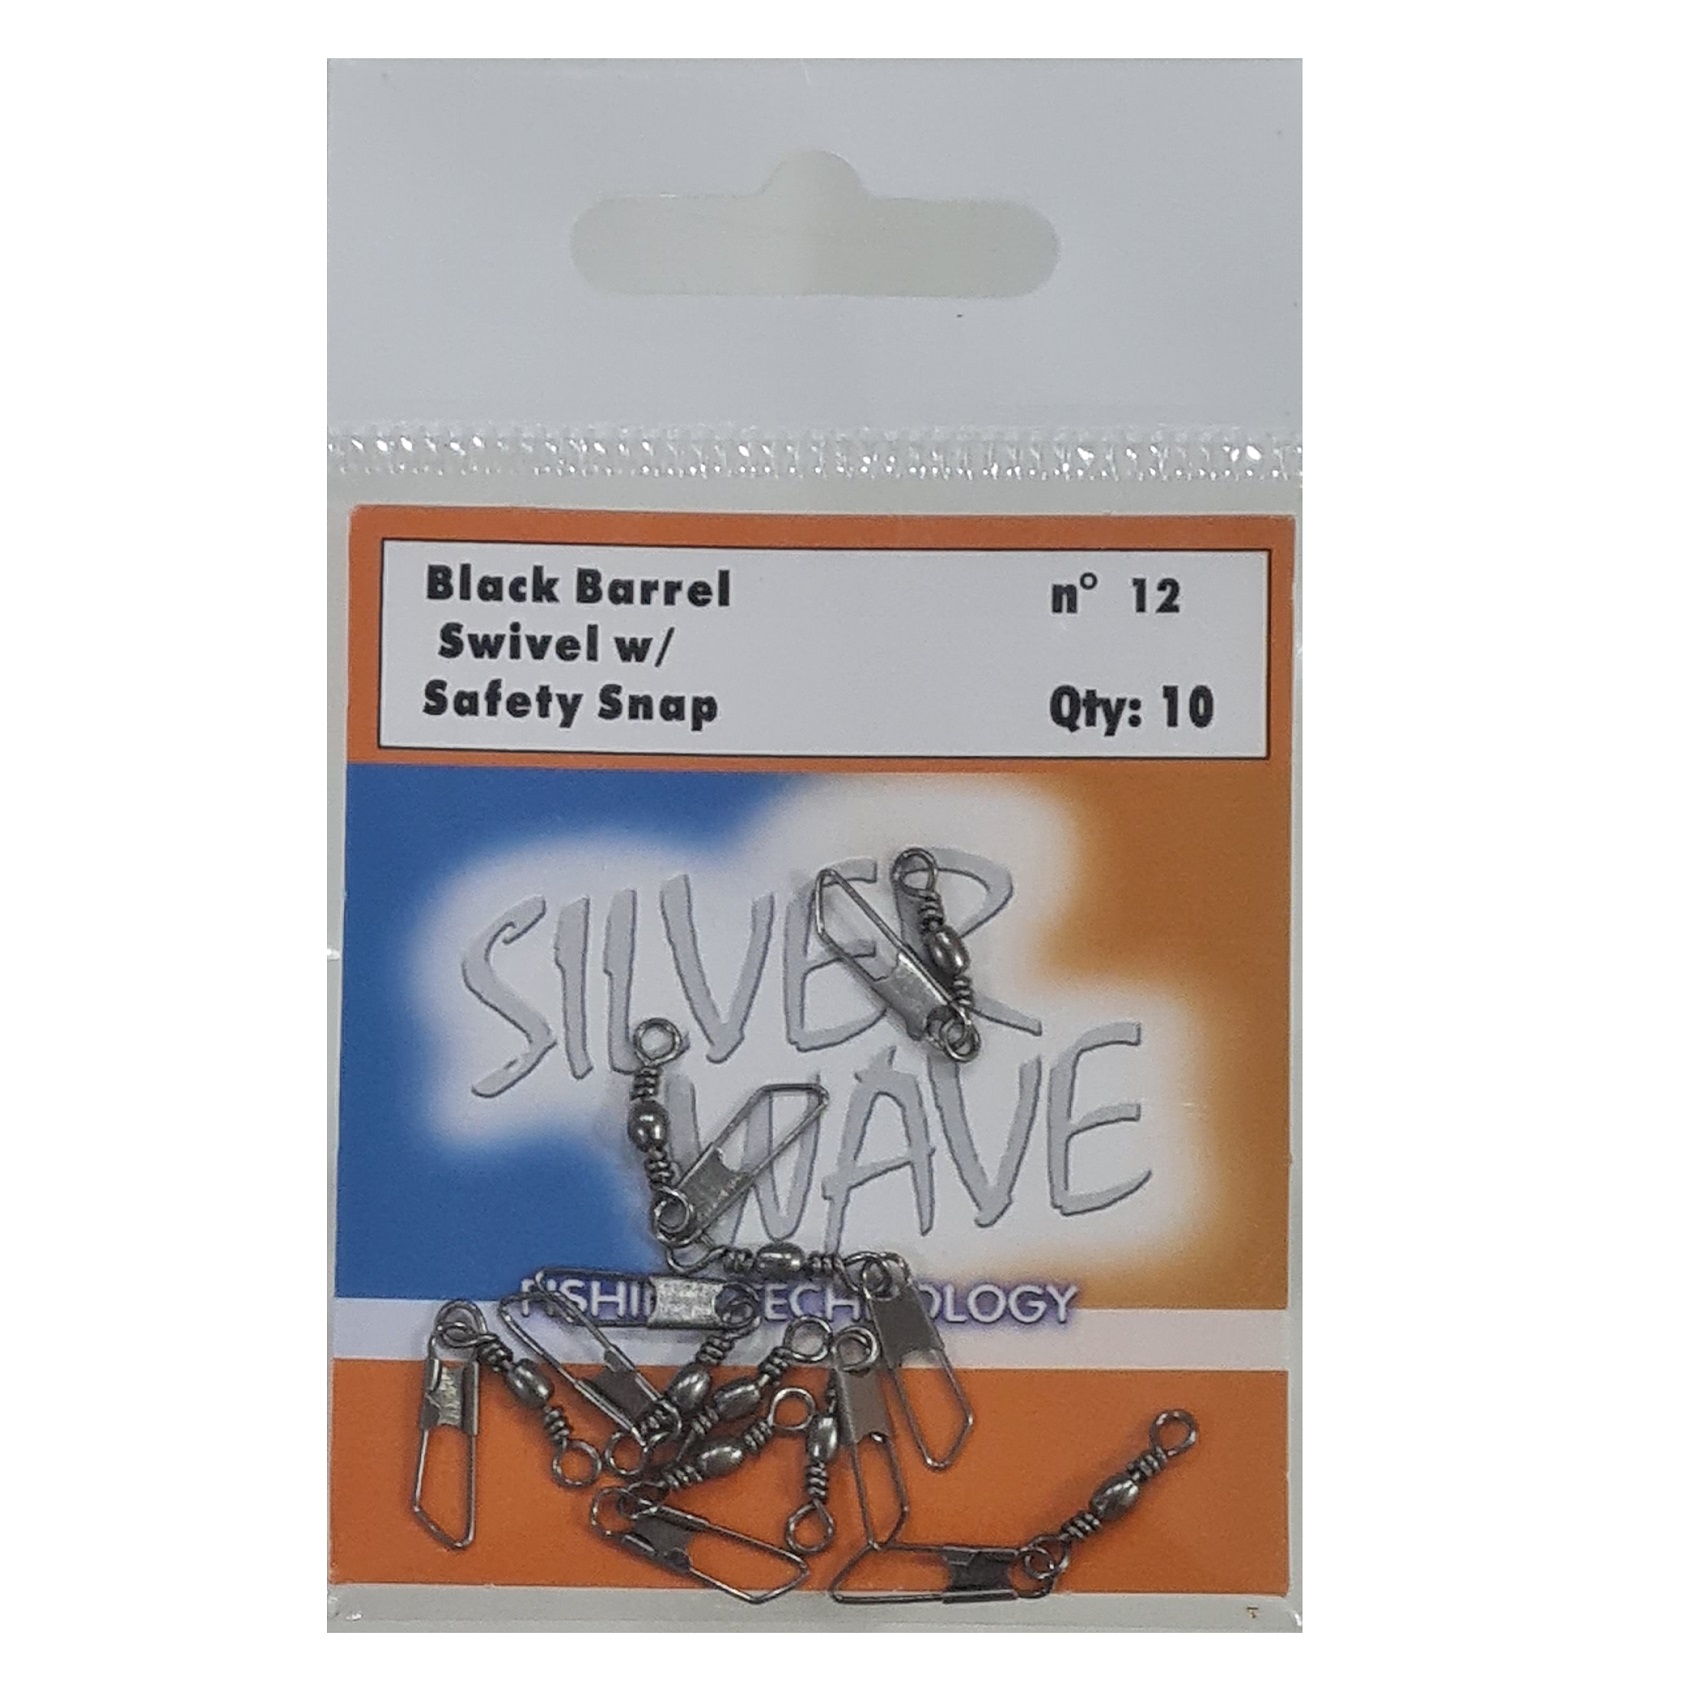 Black Barrel
Swivel w/
Safety Snap
n° 12
Qty: 10
SILVER
WAVE
FISHING TECHNOLOGY